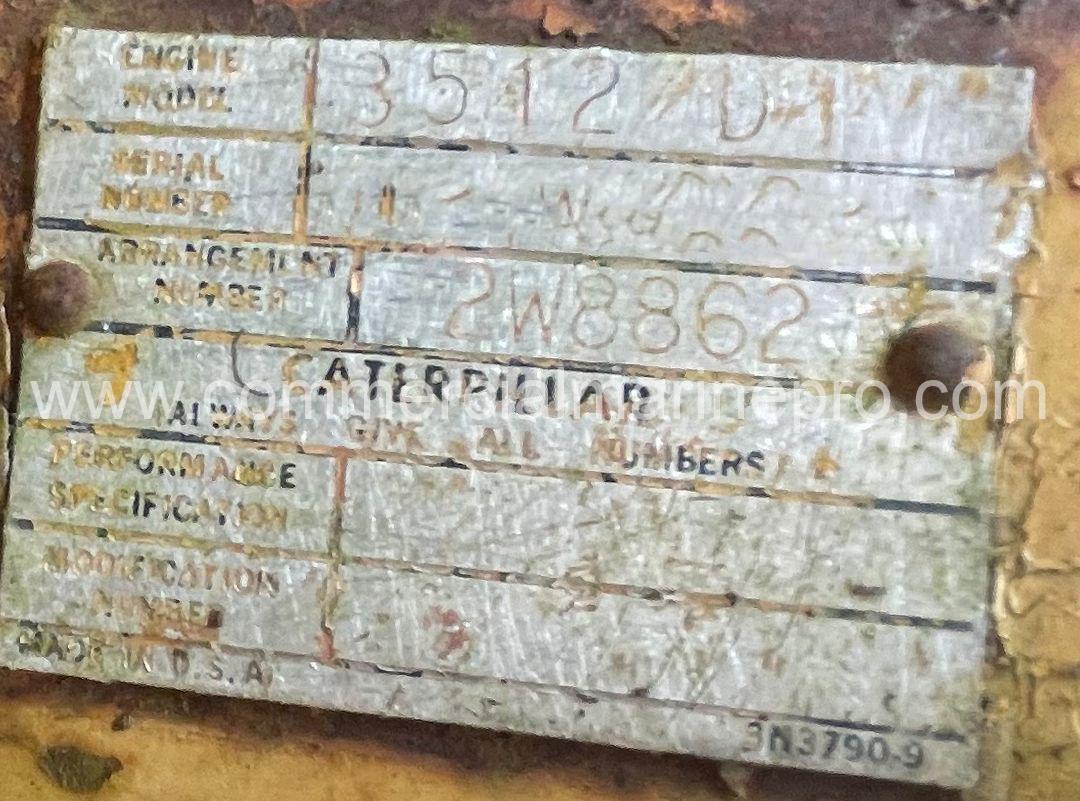 ENGINE MODEL 3512 DI
SERIAL NUMBER
ARRANGEMENT NUMBER 2W8862
CATERPILLAR
www.commercialmarinepro.com
ALWAYS GIVE ALL NUMBERS
PERFORMANCE SPECIFICATION
MODIFICATION NUMBER
MADE IN U.S.A.
3N3790-9